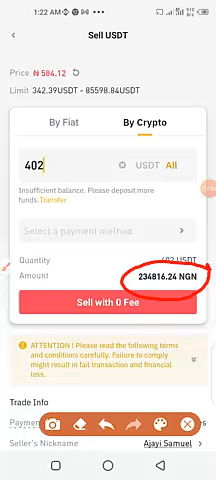 1:22 AM
Sell USDT
Price ₦ 584.12
Limit 342.39USDT - 85598.84USDT
By Fiat By Crypto
402 USDT All
Insufficient balance. Please deposit more
funds.Transfer
Select a payment method
Quantity 402 USDT
Amount 234816.24 NGN
Sell with 0 Fee
ATTENTION ! Please read the following
terms and conditions carefully. Failure to comply
might result in fail transaction and financial
loss.
Trade Info
Seller's Nickname Ajayi Samuel >